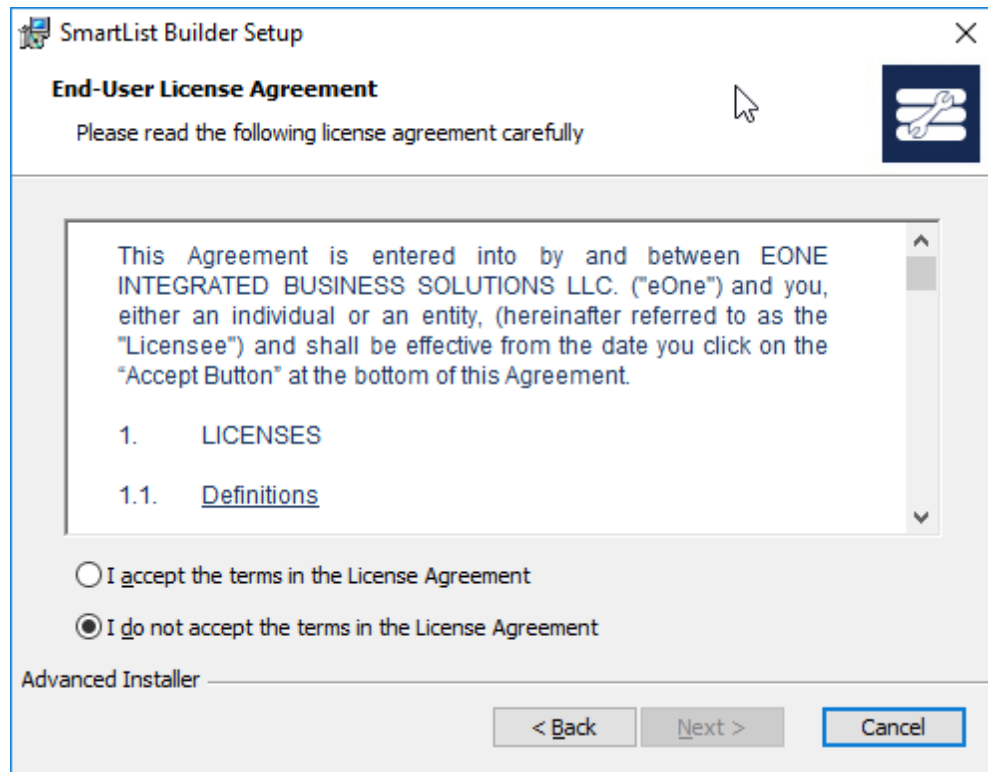 SmartList Builder Setup
End-User License Agreement
Please read the following license agreement carefully
This Agreement is entered into by and between EONE
INTEGRATED BUSINESS SOLUTIONS LLC. ("eOne") and you,
either an individual or an entity, (hereinafter referred to as the
"Licensee") and shall be effective from the date you click on the
“Accept Button” at the bottom of this Agreement.
1. LICENSES
1.1. Definitions
I accept the terms in the License Agreement
I do not accept the terms in the License Agreement
Advanced Installer
< Back Next > Cancel